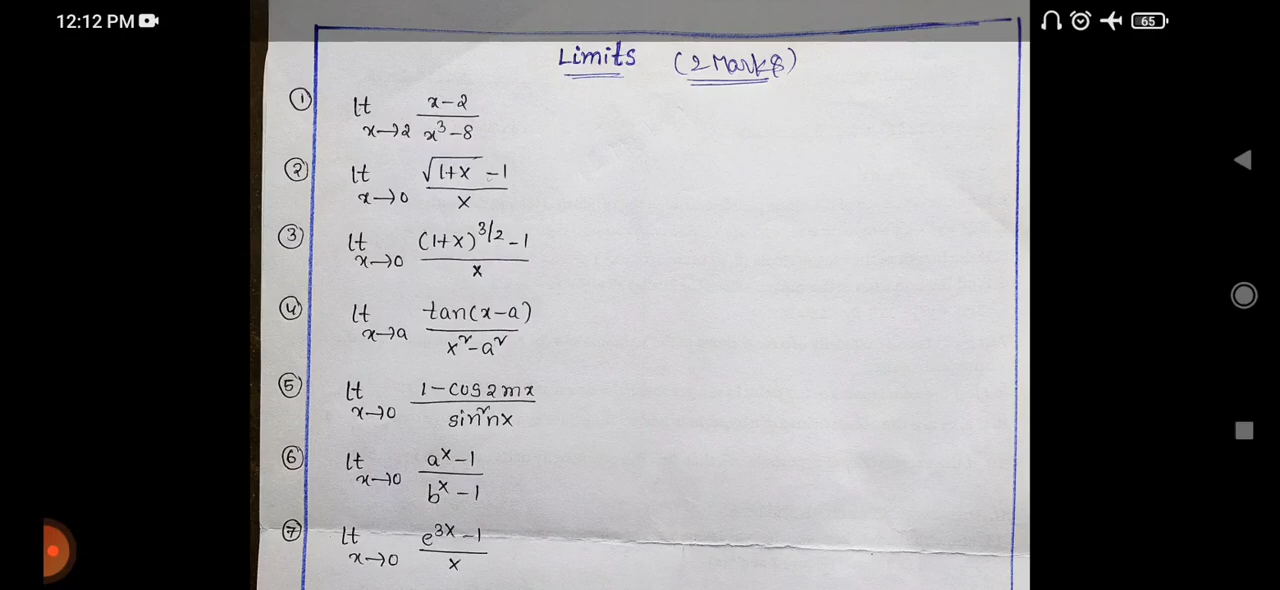 12:12 PM
65
Limits (2 Marks)
① lt x→2 x-2 / x³-8
② lt x→0 √1+x -1 / x
③ lt x→0 (1+x)^3/2 -1 / x
④ lt x→a tan(x-a) / x²-a²
⑤ lt x→0 1-cos2mx / sin²nx
⑥ lt x→0 a^x-1 / b^x-1
⑦ lt x→0 e^3x-1 / x